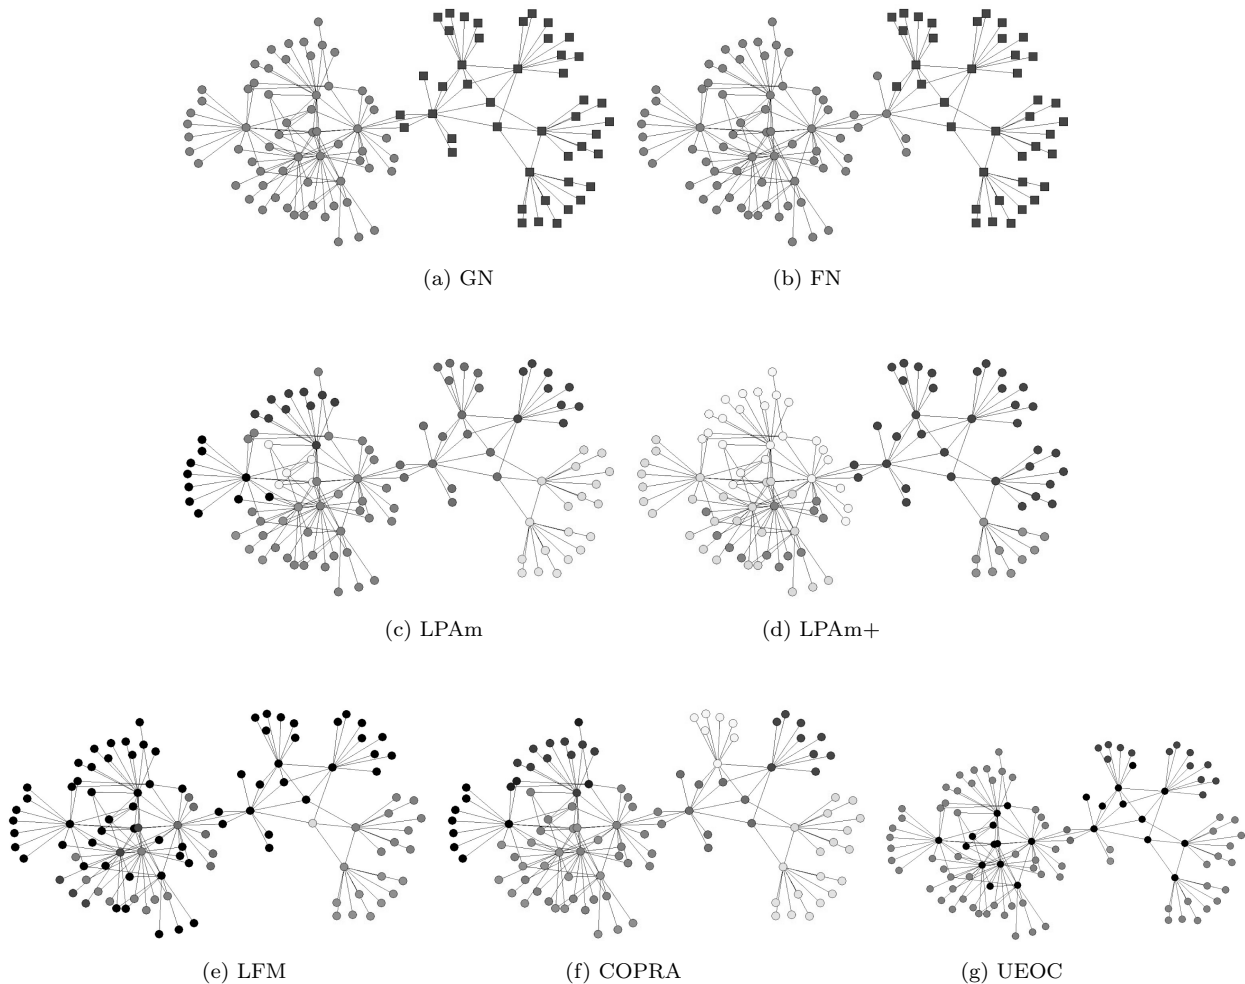 (a) GN
(b) FN
(c) LPAm
(d) LPAm+
(e) LFM
(f) COPRA
(g) UEOC